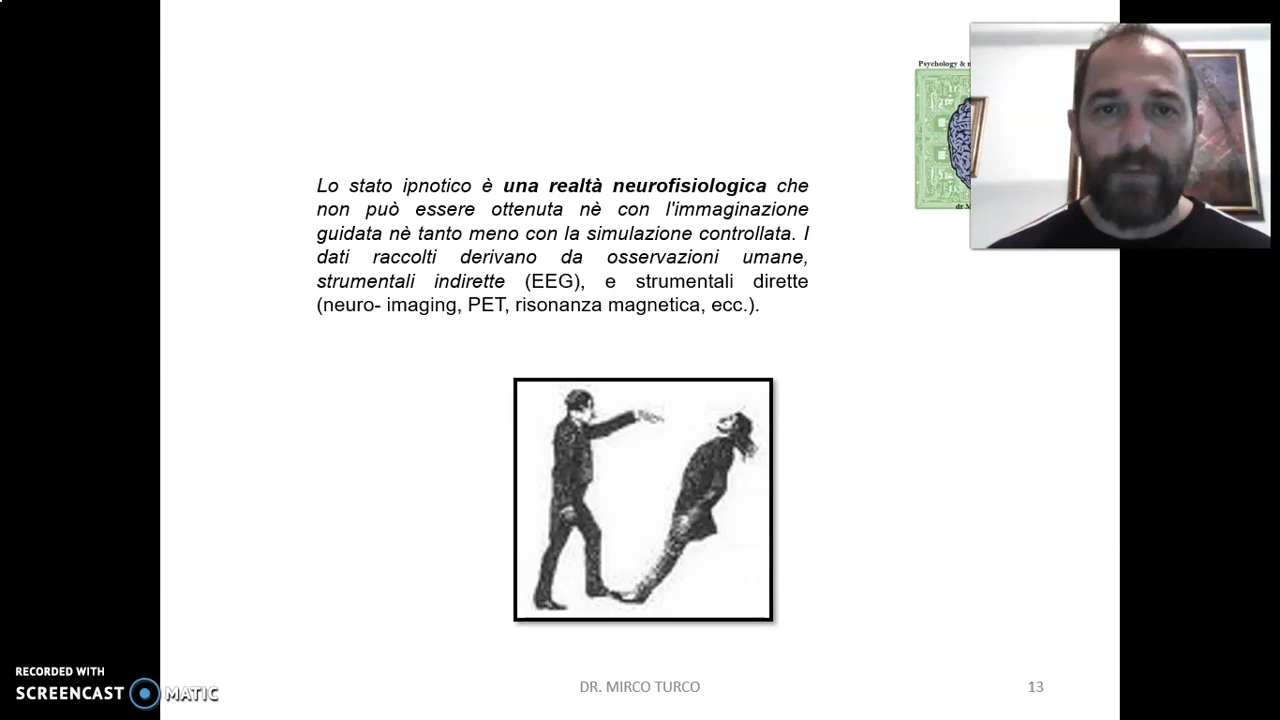 Psychology &
Lo stato ipnotico è una realtà neurofisiologica che
non può essere ottenuta nè con l'immaginazione
guidata nè tanto meno con la simulazione controllata. I
dati raccolti derivano da osservazioni umane,
strumentali indirette (EEG), e strumentali dirette
(neuro- imaging, PET, risonanza magnetica, ecc.).
RECORDED WITH
SCREENCAST MATIC
DR. MIRCO TURCO
13